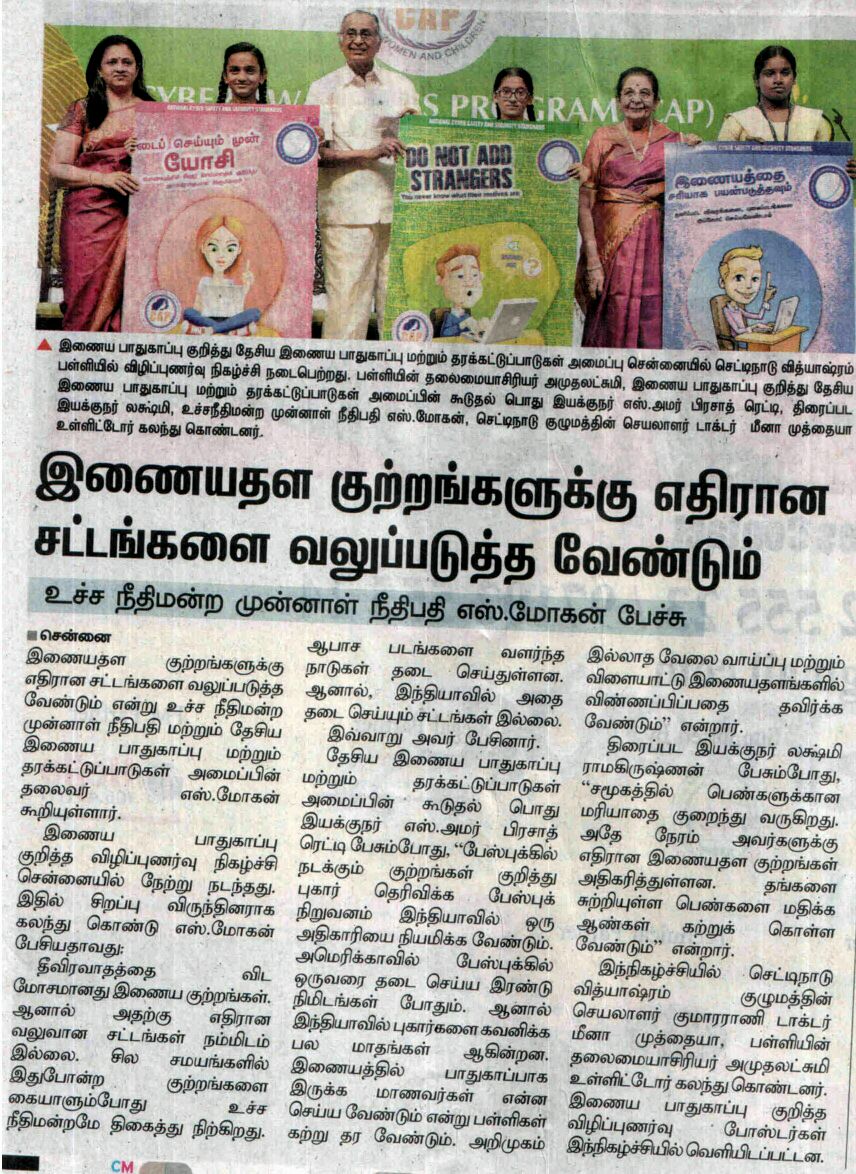 CAP
WOMEN AND CHILDREN
CYBER AWARENESS PROGRAM (CAP)
NATIONAL CYBER SAFETY AND SECURITY STANDARDS
டைப் செய்யும் முன்
யோசி
CAP
NATIONAL CYBER SAFETY AND SECURITY STANDARDS
DO NOT ADD
STRANGERS
You never know what their motives are
CAP
NATIONAL CYBER SAFETY AND SECURITY STANDARDS
இணையத்தை
சரியாக பயன்படுத்தவும்
▲ இணைய பாதுகாப்பு குறித்து தேசிய இணைய பாதுகாப்பு மற்றும் தரக்கட்டுப்பாடுகள் அமைப்பு சென்னையில் செட்டிநாடு வித்யாஷ்ரம்
பள்ளியில் விழிப்புணர்வு நிகழ்ச்சி நடைபெற்றது. பள்ளியின் தலைமையாசிரியர் அமுதலட்சுமி, இணைய பாதுகாப்பு குறித்து தேசிய
இணைய பாதுகாப்பு மற்றும் தரக்கட்டுப்பாடுகள் அமைப்பின் கூடுதல் பொது இயக்குநர் எஸ்.அமர் பிரசாத் ரெட்டி, திரைப்பட
இயக்குநர் லக்ஷ்மி, உச்சநீதிமன்ற முன்னாள் நீதிபதி எஸ்.மோகன், செட்டிநாடு குழுமத்தின் செயலாளர் டாக்டர் மீனா முத்தையா
உள்ளிட்டோர் கலந்து கொண்டனர்.
இணையதள குற்றங்களுக்கு எதிரான
சட்டங்களை வலுப்படுத்த வேண்டும்
உச்ச நீதிமன்ற முன்னாள் நீதிபதி எஸ்.மோகன் பேச்சு
■ சென்னை
இணையதள குற்றங்களுக்கு
எதிரான சட்டங்களை வலுப்படுத்த
வேண்டும் என்று உச்ச நீதிமன்ற
முன்னாள் நீதிபதி மற்றும் தேசிய
இணைய பாதுகாப்பு மற்றும்
தரக்கட்டுப்பாடுகள் அமைப்பின்
தலைவர் எஸ்.மோகன்
கூறியுள்ளார்.
இணைய பாதுகாப்பு
குறித்த விழிப்புணர்வு நிகழ்ச்சி
சென்னையில் நேற்று நடந்தது.
இதில் சிறப்பு விருந்தினராக
கலந்து கொண்டு எஸ்.மோகன்
பேசியதாவது:
தீவிரவாதத்தை விட
மோசமானது இணைய குற்றங்கள்.
ஆனால் அதற்கு எதிரான
வலுவான சட்டங்கள் நம்மிடம்
இல்லை. சில சமயங்களில்
இதுபோன்ற குற்றங்களை
கையாளும்போது உச்ச
நீதிமன்றமே திகைத்து நிற்கிறது.
ஆபாச படங்களை வளர்ந்த
நாடுகள் தடை செய்துள்ளன.
ஆனால், இந்தியாவில் அதை
தடை செய்யும் சட்டங்கள் இல்லை.
இவ்வாறு அவர் பேசினார்.
தேசிய இணைய பாதுகாப்பு
மற்றும் தரக்கட்டுப்பாடுகள்
அமைப்பின் கூடுதல் பொது
இயக்குநர் எஸ்.அமர் பிரசாத்
ரெட்டி பேசும்போது, “பேஸ்புக்கில்
நடக்கும் குற்றங்கள் குறித்து
புகார் தெரிவிக்க பேஸ்புக்
நிறுவனம் இந்தியாவில் ஒரு
அதிகாரியை நியமிக்க வேண்டும்.
அமெரிக்காவில் பேஸ்புக்கில்
ஒருவரை தடை செய்ய இரண்டு
நிமிடங்கள் போதும். ஆனால்
இந்தியாவில் புகார்களை கவனிக்க
பல மாதங்கள் ஆகின்றன.
இணையத்தில் பாதுகாப்பாக
இருக்க மாணவர்கள் என்ன
செய்ய வேண்டும் என்று பள்ளிகள்
கற்று தர வேண்டும். அறிமுகம்
இல்லாத வேலை வாய்ப்பு மற்றும்
விளையாட்டு இணையதளங்களில்
விண்ணப்பிப்பதை தவிர்க்க
வேண்டும்” என்றார்.
திரைப்பட இயக்குநர் லக்ஷ்மி
ராமகிருஷ்ணன் பேசும்போது,
“சமூகத்தில் பெண்களுக்கான
மரியாதை குறைந்து வருகிறது.
அதே நேரம் அவர்களுக்கு
எதிரான இணையதள குற்றங்கள்
அதிகரித்துள்ளன. தங்களை
சுற்றியுள்ள பெண்களை மதிக்க
ஆண்கள் கற்றுக் கொள்ள
வேண்டும்” என்றார்.
இந்நிகழ்ச்சியில் செட்டிநாடு
வித்யாஷ்ரம் குழுமத்தின்
செயலாளர் குமாரராணி டாக்டர்
மீனா முத்தையா, பள்ளியின்
தலைமையாசிரியர் அமுதலட்சுமி
உள்ளிட்டோர் கலந்து கொண்டனர்.
இணைய பாதுகாப்பு குறித்த
விழிப்புணர்வு போஸ்டர்கள்
இந்நிகழ்ச்சியில் வெளியிடப்பட்டன.
CM